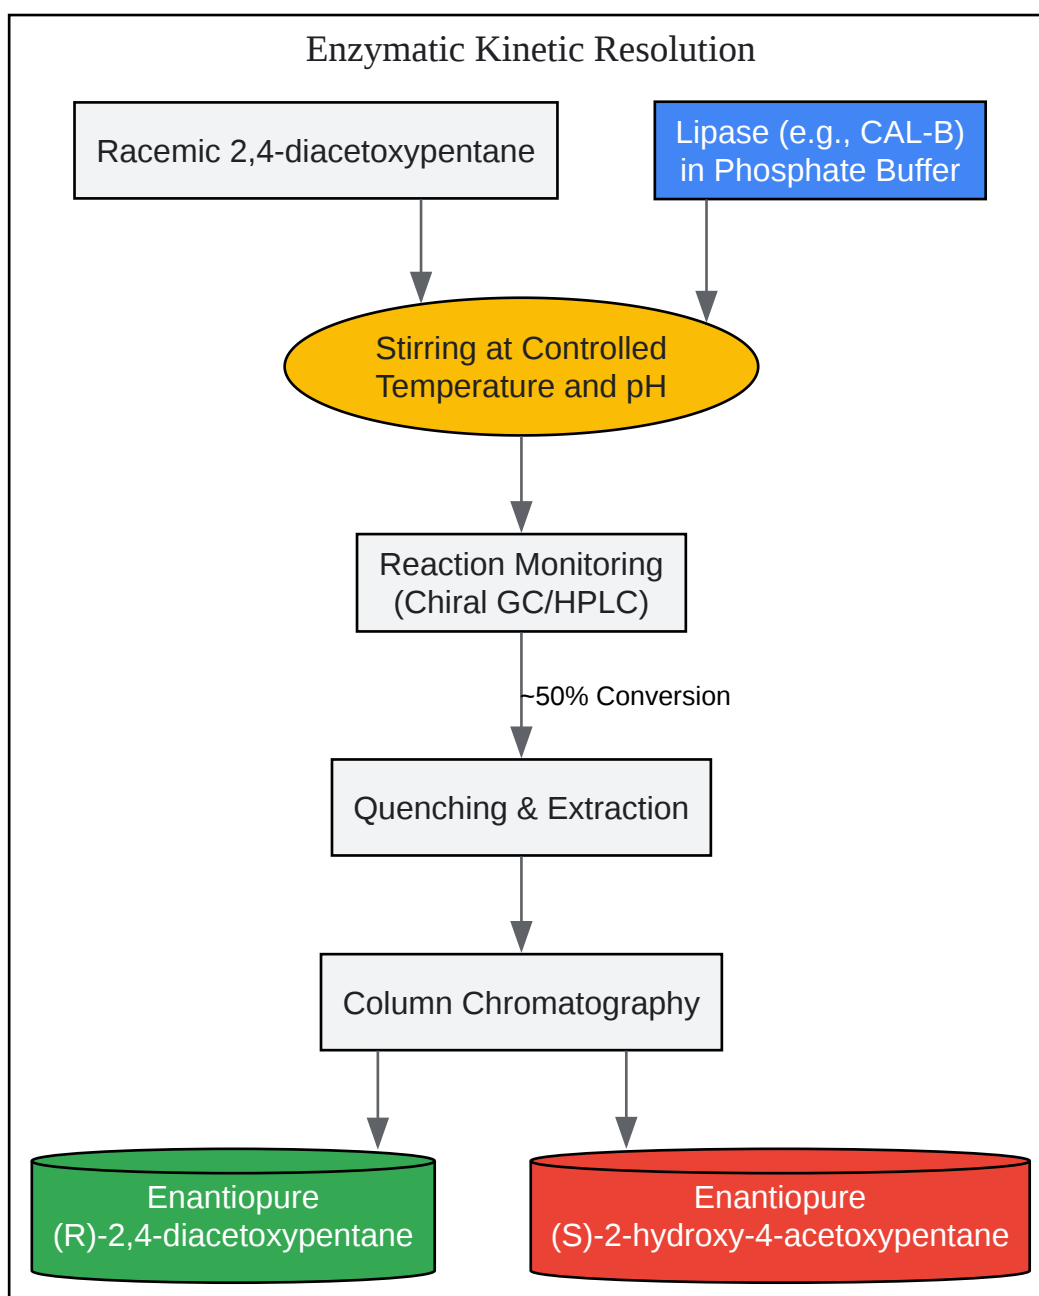 Enzymatic Kinetic Resolution
Racemic 2,4-diacetoxypentane
Lipase (e.g., CAL-B)
in Phosphate Buffer
Stirring at Controlled
Temperature and pH
Reaction Monitoring
(Chiral GC/HPLC)
~50% Conversion
Quenching & Extraction
Column Chromatography
Enantiopure
(R)-2,4-diacetoxypentane
Enantiopure
(S)-2-hydroxy-4-acetoxypentane